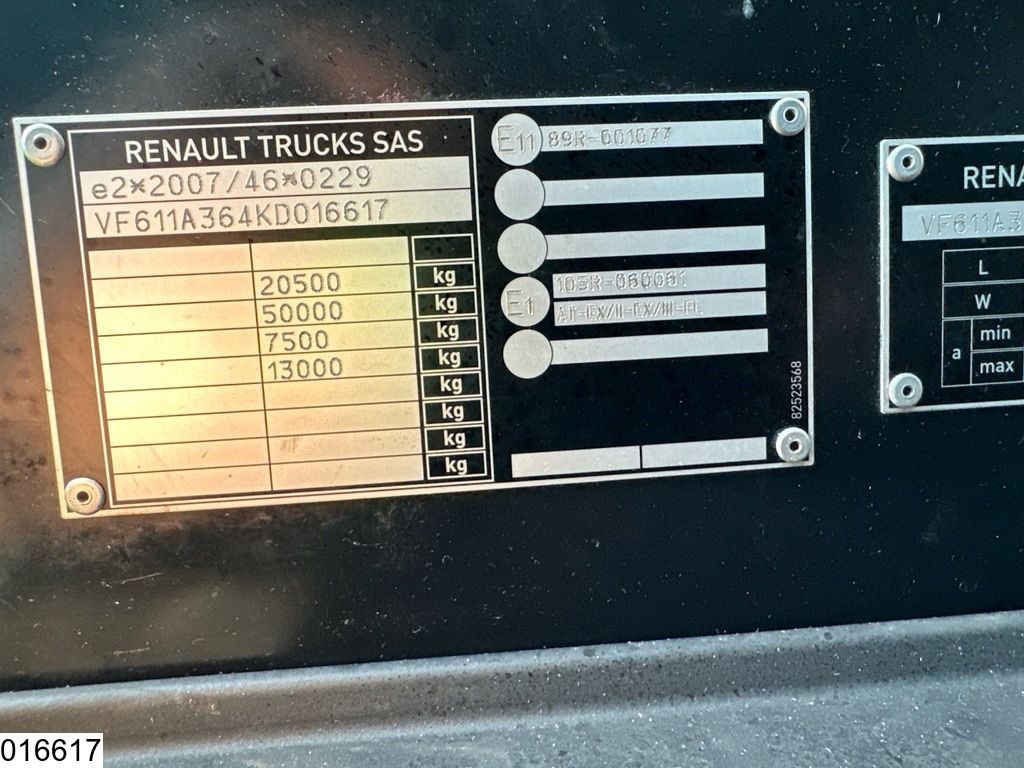 RENAULT TRUCKS SAS
e2*2007/46*0229
VF611A364KD016617
20500 kg
50000 kg
7500 kg
13000 kg
kg
kg
kg
kg
E11 89R-001077
103R-060061
E1
AT-EX/II-EX/III-FL
82523568
RENA
VF611A3
L
W
a
min
max
016617